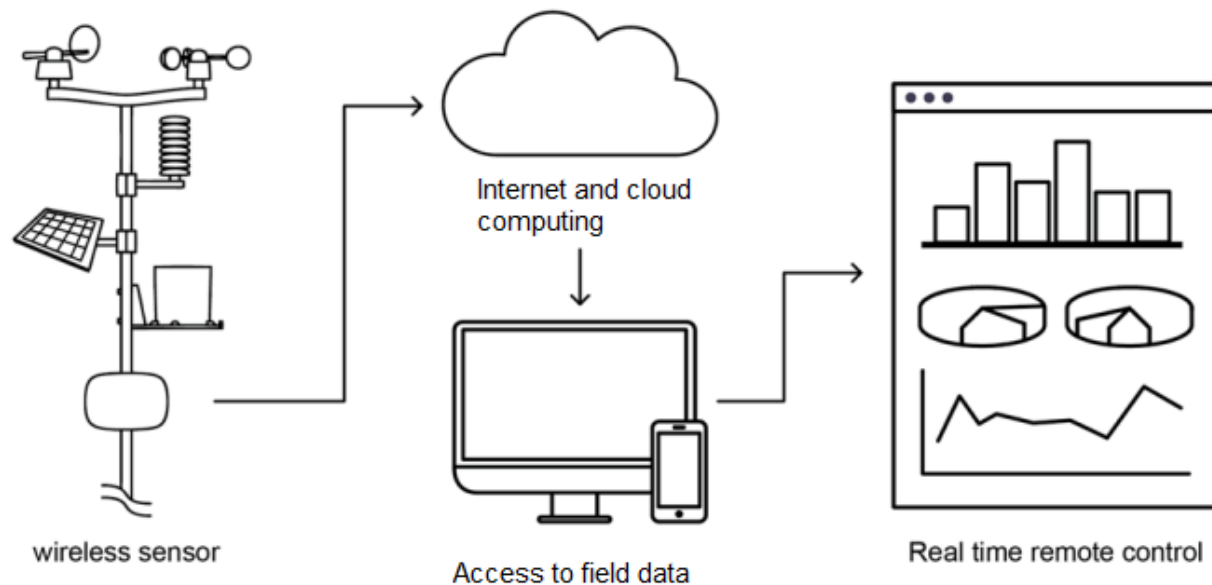 Internet and cloud
computing
wireless sensor
Access to field data
Real time remote control